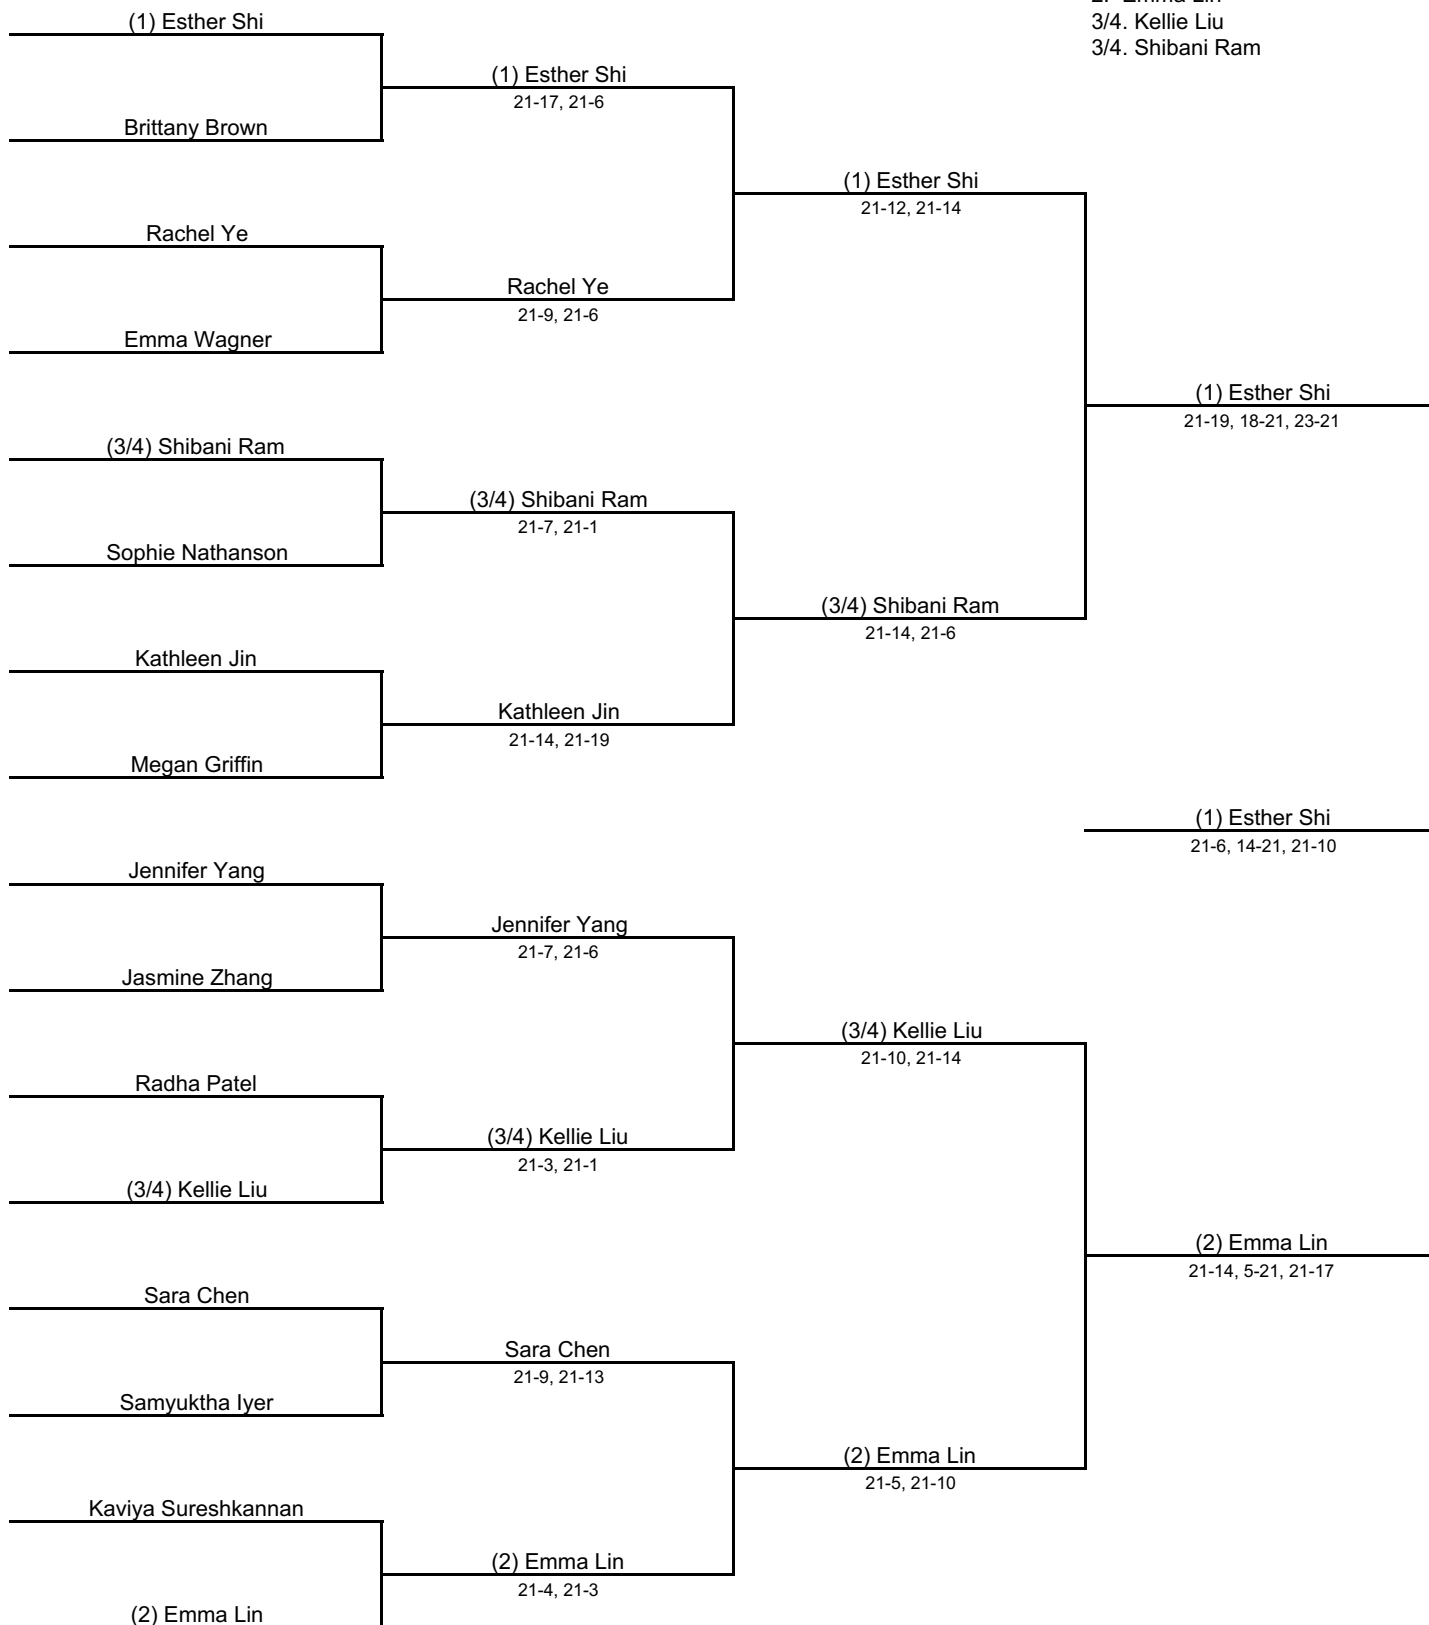 2. Emma Lin
3/4. Kellie Liu
3/4. Shibani Ram
(1) Esther Shi
Brittany Brown
Rachel Ye
Emma Wagner
(3/4) Shibani Ram
Sophie Nathanson
Kathleen Jin
Megan Griffin
Jennifer Yang
Jasmine Zhang
Radha Patel
(3/4) Kellie Liu
Sara Chen
Samyuktha Iyer
Kaviya Sureshkannan
(2) Emma Lin
(1) Esther Shi
21-17, 21-6
Rachel Ye
21-9, 21-6
(3/4) Shibani Ram
21-7, 21-1
Kathleen Jin
21-14, 21-19
Jennifer Yang
21-7, 21-6
(3/4) Kellie Liu
21-3, 21-1
Sara Chen
21-9, 21-13
(2) Emma Lin
21-4, 21-3
(1) Esther Shi
21-12, 21-14
(3/4) Shibani Ram
21-14, 21-6
(3/4) Kellie Liu
21-10, 21-14
(2) Emma Lin
21-5, 21-10
(1) Esther Shi
21-19, 18-21, 23-21
(1) Esther Shi
21-6, 14-21, 21-10
(2) Emma Lin
21-14, 5-21, 21-17